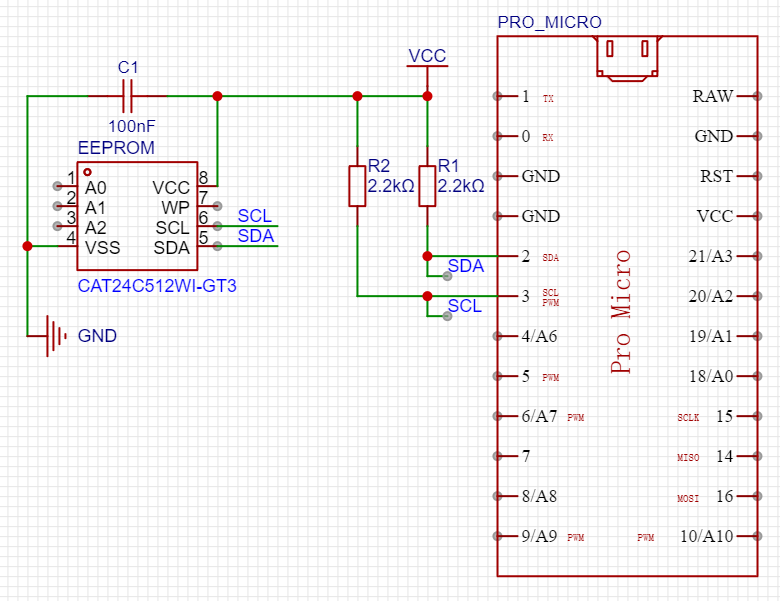 PRO_MICRO
VCC
C1
100nF
EEPROM
1 A0
2 A1
3 A2
4 VSS
VCC 8
WP 7
SCL 6 SCL
SDA 5 SDA
CAT24C512WI-GT3
GND
R2
2.2kΩ
R1
2.2kΩ
SDA
SCL
1 TX
0 RX
GND
GND
2 SDA
3 SCL
PWM
4/A6
5 PWM
6/A7 PWM
7
8/A8
9/A9 PWM
Pro Micro
RAW
GND
RST
VCC
21/A3
20/A2
19/A1
18/A0
SCLK 15
MISO 14
MOSI 16
PWM 10/A10